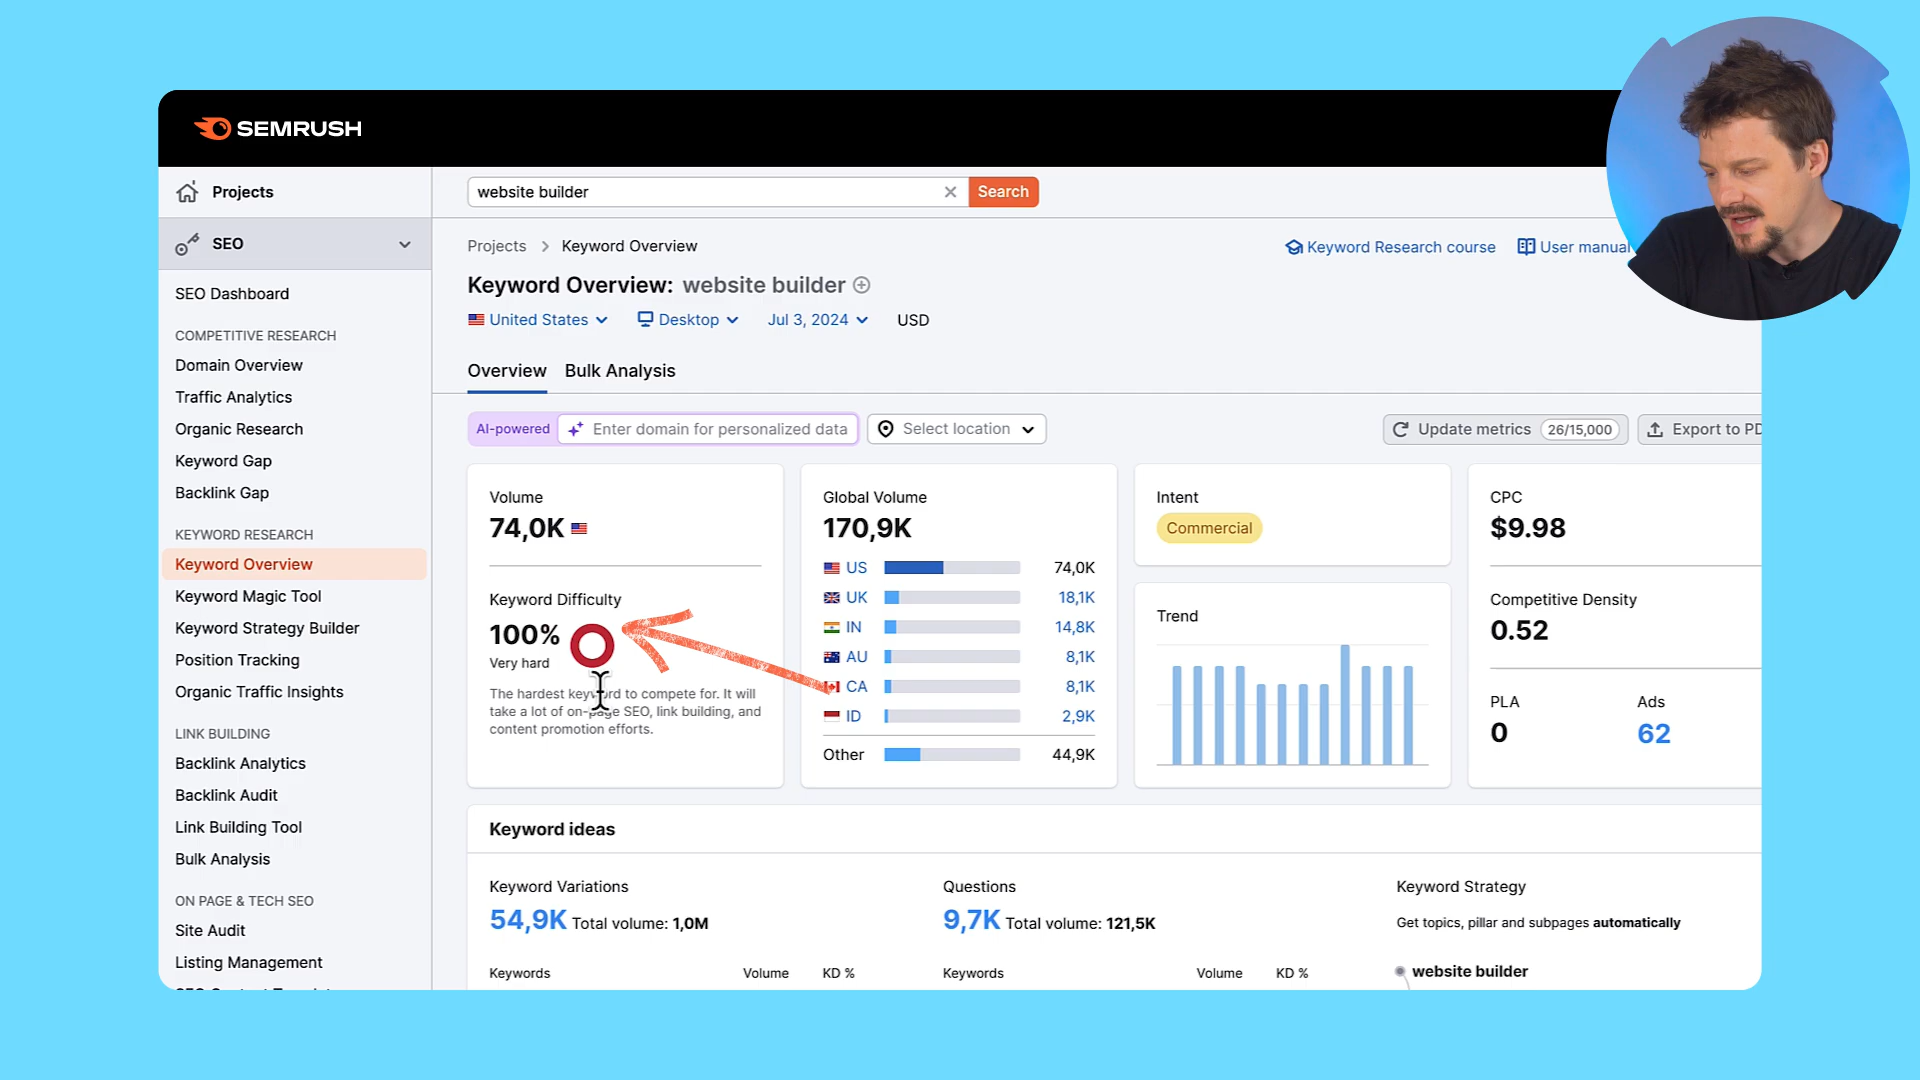 SEMRUSH
Projects
SEO
SEO Dashboard
COMPETITIVE RESEARCH
Domain Overview
Traffic Analytics
Organic Research
Keyword Gap
Backlink Gap
KEYWORD RESEARCH
Keyword Overview
Keyword Magic Tool
Keyword Strategy Builder
Position Tracking
Organic Traffic Insights
LINK BUILDING
Backlink Analytics
Backlink Audit
Link Building Tool
Bulk Analysis
ON PAGE & TECH SEO
Site Audit
Listing Management
website builder
Search
Projects > Keyword Overview
Keyword Research course
User manual
Keyword Overview: website builder
United States
Desktop
Jul 3, 2024
USD
Overview
Bulk Analysis
AI-powered
Enter domain for personalized data
Select location
Update metrics 26/15,000
Export to PD
Volume
74,0K
Keyword Difficulty
100%
Very hard
The hardest keyword to compete for. It will
take a lot of on-page SEO, link building, and
content promotion efforts.
Global Volume
170,9K
US 74,0K
UK 18,1K
IN 14,8K
AU 8,1K
CA 8,1K
ID 2,9K
Other 44,9K
Intent
Commercial
Trend
CPC
$9.98
Competitive Density
0.52
PLA
0
Ads
62
Keyword ideas
Keyword Variations
54,9K Total volume: 1,0M
Keywords Volume KD %
Questions
9,7K Total volume: 121,5K
Keywords Volume KD %
Keyword Strategy
Get topics, pillar and subpages automatically
website builder